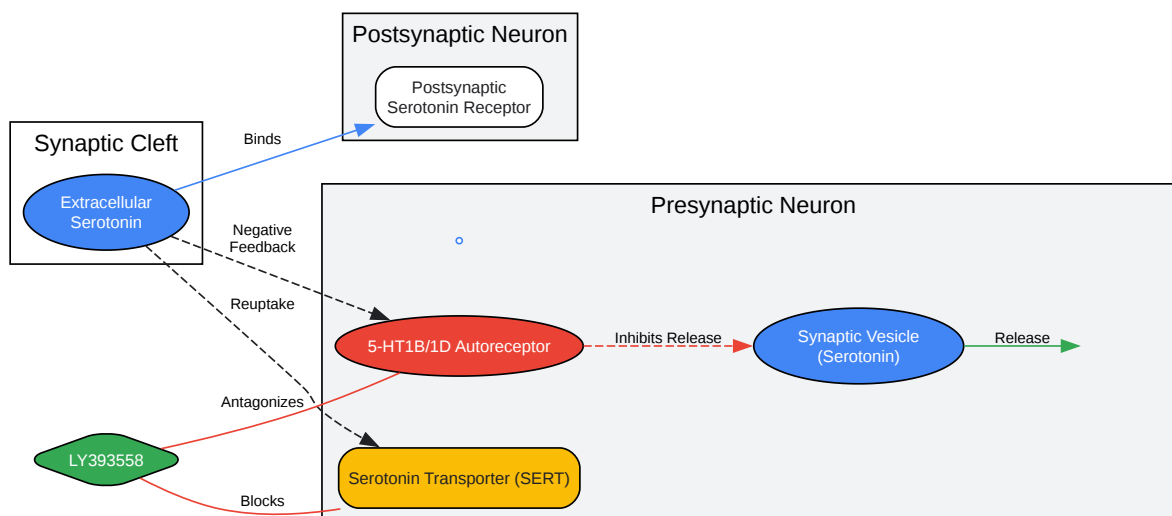 Postsynaptic Neuron
Postsynaptic
Serotonin Receptor
Synaptic Cleft
Binds
Extracellular
Serotonin
Presynaptic Neuron
Negative
Feedback
Reuptake
5-HT1B/1D Autoreceptor
Inhibits Release
Synaptic Vesicle
(Serotonin)
Release
Antagonizes
LY393558
Serotonin Transporter (SERT)
Blocks